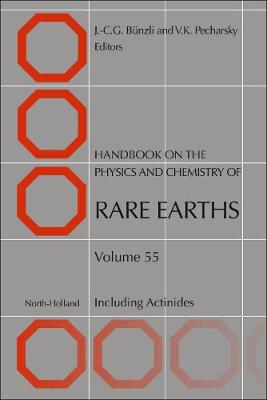 J.-C.G. Bünzli and V.K. Pecharsky
Editors
HANDBOOK ON THE
PHYSICS AND CHEMISTRY OF
RARE EARTHS
Volume 55
North-Holland
Including Actinides